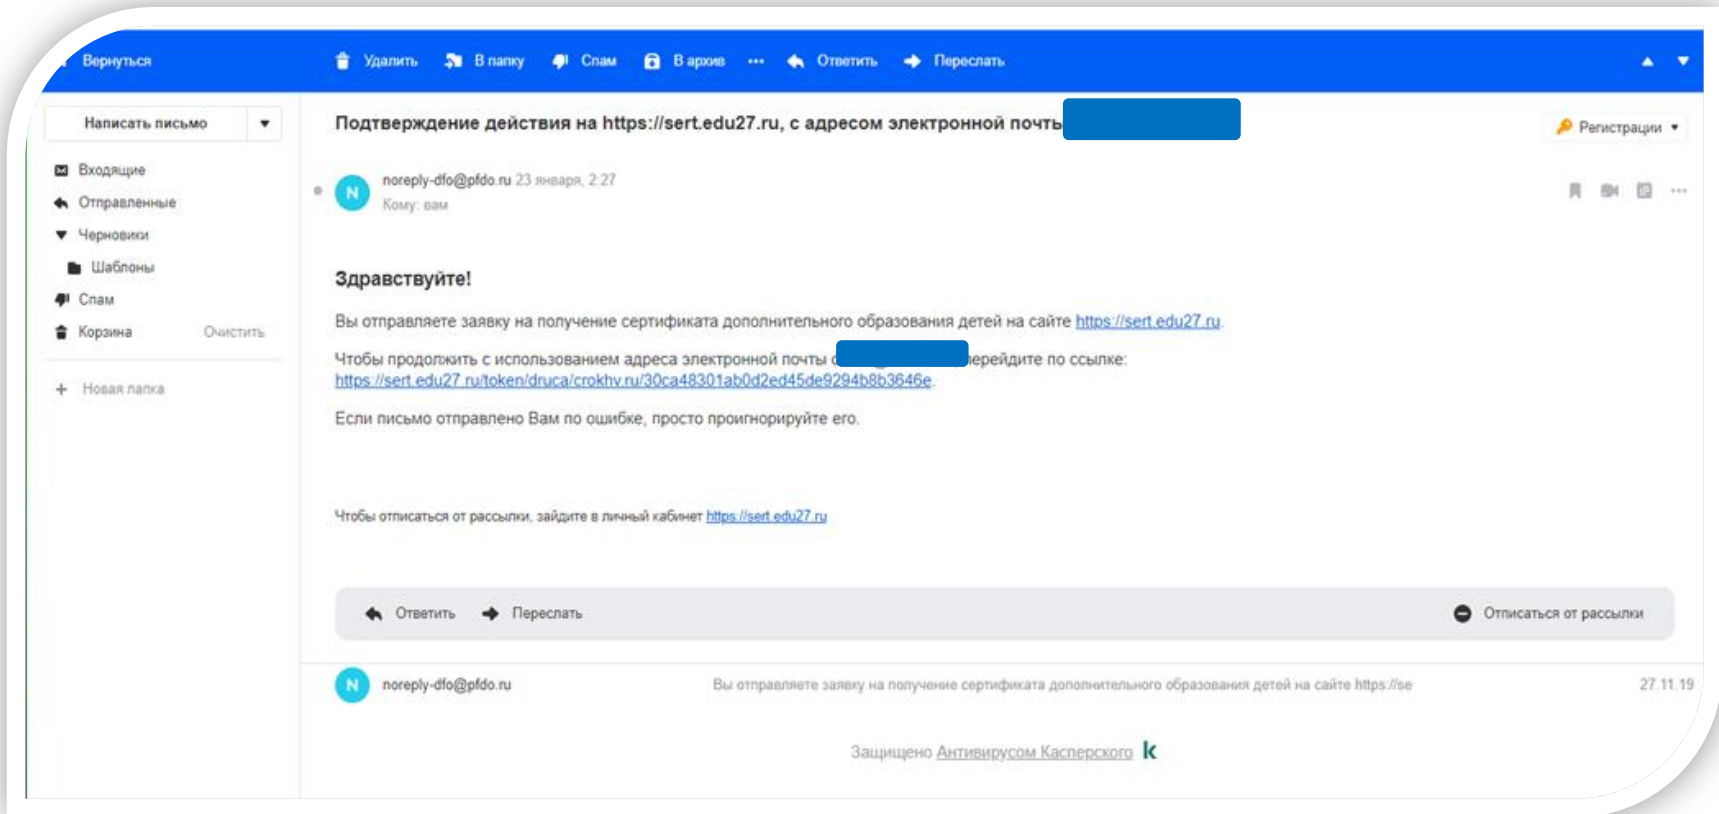 Вернуться
Удалить В папку Спам В архив ... Ответить Переслать
Написать письмо
Входящие
Отправленные
Черновики
Шаблоны
Спам
Корзина Очистить
+ Новая папка
Подтверждение действия на https://sert.edu27.ru, с адресом электронной почты
Регистрации
N
noreply-dfo@pfdo.ru 23 января, 2:27
Кому: вам
Здравствуйте!
Вы отправляете заявку на получение сертификата дополнительного образования детей на сайте https://sert.edu27.ru.
Чтобы продолжить с использованием адреса электронной почты перейдите по ссылке:
https://sert.edu27.ru/token/druca/crokhv.ru/30ca48301ab0d2ed45de9294b8b3646e.
Если письмо отправлено Вам по ошибке, просто проигнорируйте его.
Чтобы отписаться от рассылки, зайдите в личный кабинет https://sert.edu27.ru
Ответить Переслать Отписаться от рассылки
N noreply-dfo@pfdo.ru Вы отправляете заявку на получение сертификата дополнительного образования детей на сайте https://se 27.11.19
Защищено Антивирусом Касперского k